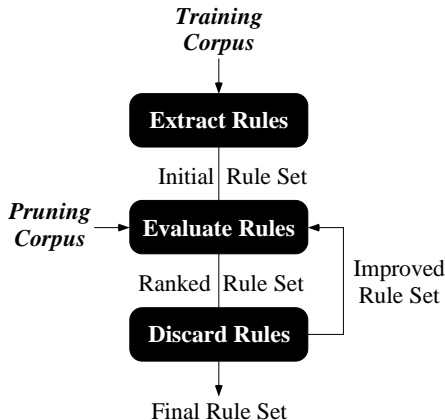 Training
Corpus
Extract Rules
Initial Rule Set
Pruning
Corpus
Evaluate Rules
Ranked Rule Set
Improved
Rule Set
Discard Rules
Final Rule Set